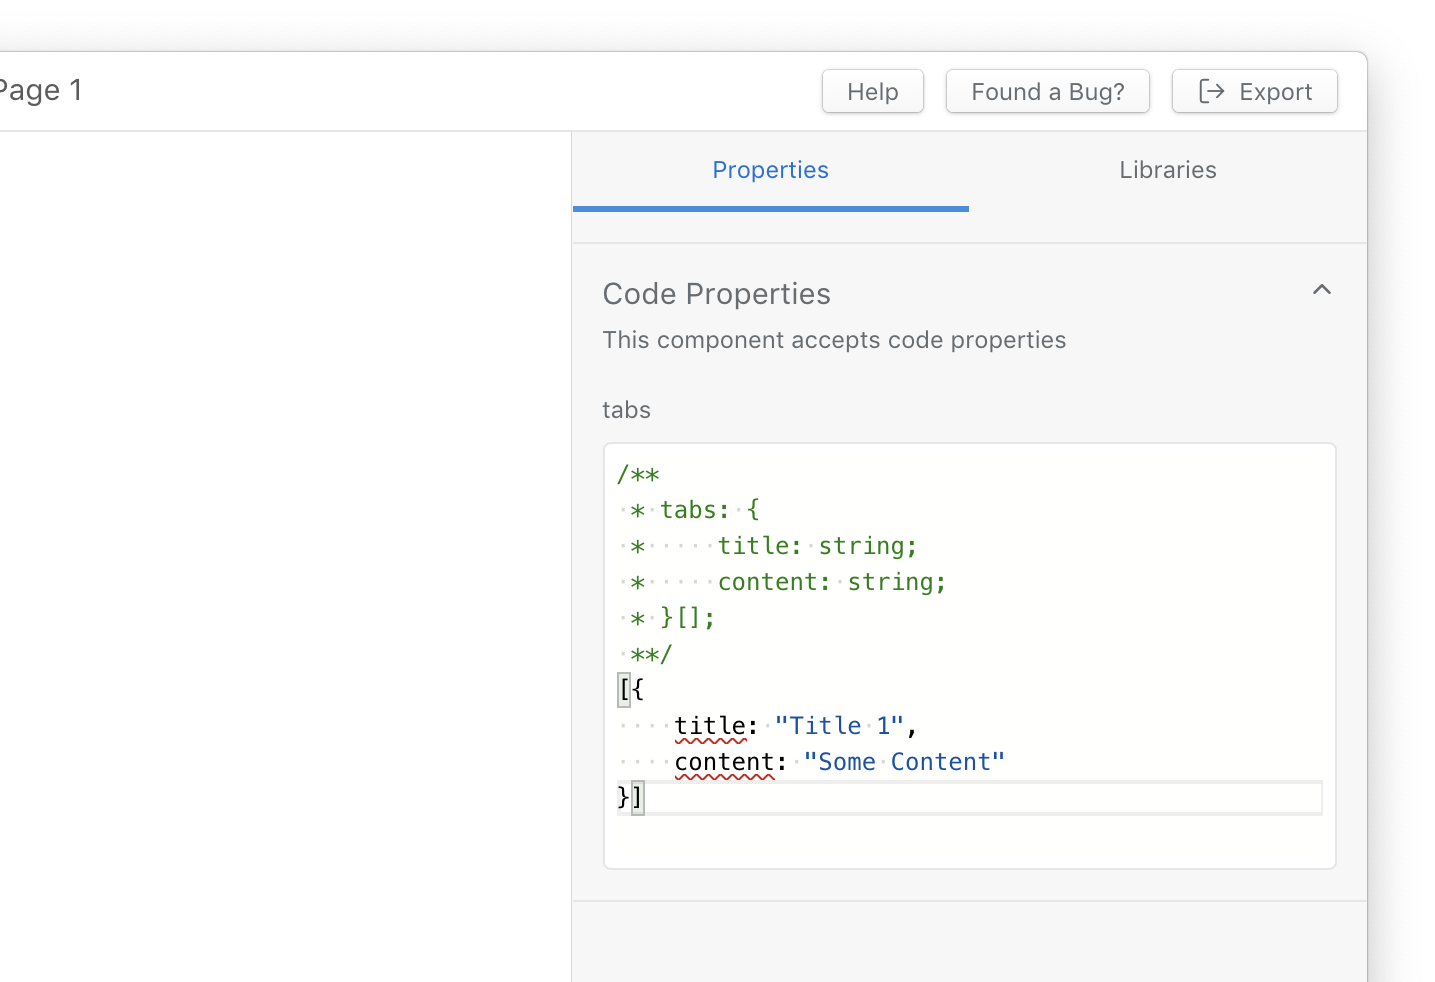 Page 1
Help
Found a Bug?
Export
Properties
Libraries
Code Properties
This component accepts code properties
tabs
/**
 * tabs: {
 *     title: string;
 *     content: string;
 * }[];
 **/
[{
    title: "Title 1",
    content: "Some Content"
}]